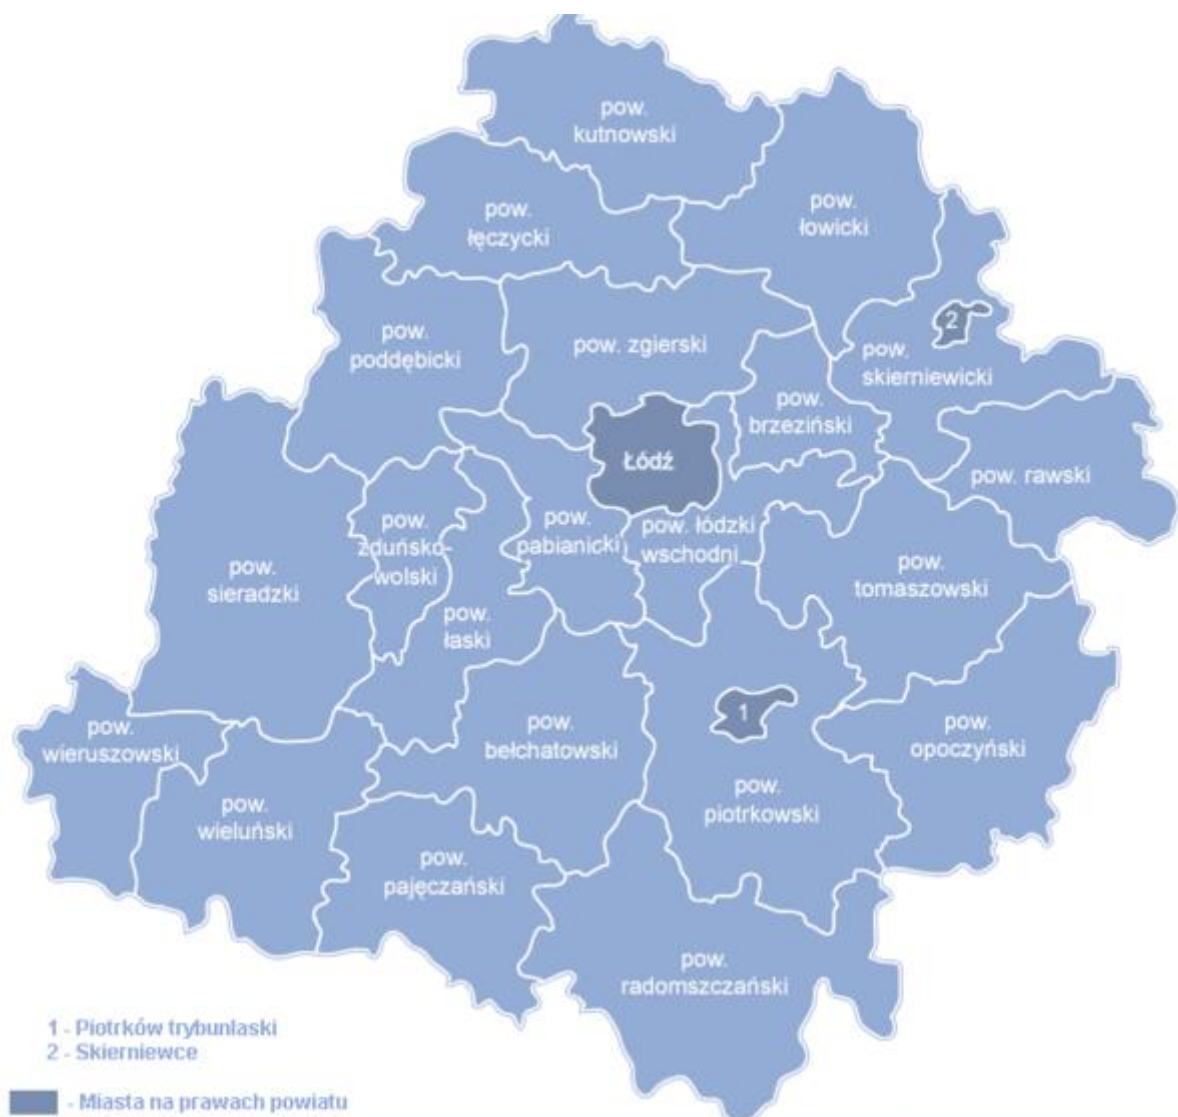 pow.
kutnowski
pow.
łęczycki
pow.
łowicki
pow.
poddębicki
pow. zgierski
2
pow.
skierniewicki
pow.
brzeziński
Łódź
pow. rawski
pow.
zduńsko-
wolski
pow.
pabianicki
pow. łódzki
wschodni
pow.
sieradzki
pow.
tomaszowski
pow.
łaski
pow.
wieruszowski
pow.
bełchatowski
1
pow.
opoczyński
pow.
wieluński
pow.
piotrkowski
pow.
pajęczański
pow.
radomszczański
1 - Piotrków trybunlaski
2 - Skierniewce
- Miasta na prawach powiatu